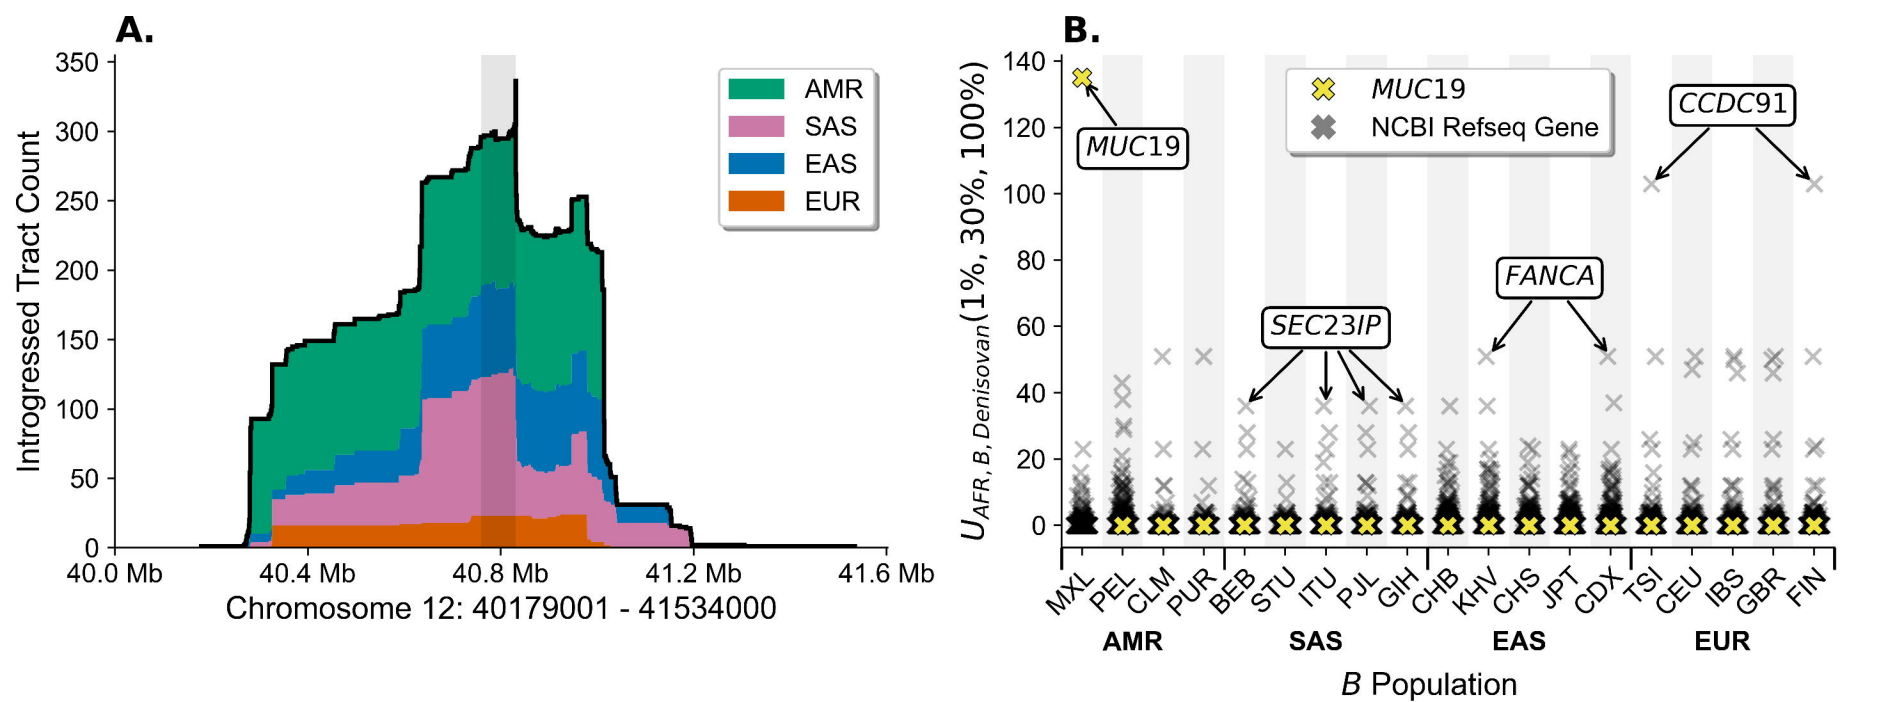 A.
350
300
250
200
150
100
50
0
Introgressed Tract Count
AMR
SAS
EAS
EUR
40.0 Mb 40.4 Mb 40.8 Mb 41.2 Mb 41.6 Mb
Chromosome 12: 40179001 - 41534000
B.
140
120
100
80
60
40
20
0
U_{AFR, B, Denisovan}(1%, 30%, 100%)
MUC19
NCBI Refseq Gene
MUC19
CCDC91
FANCA
SEC23IP
MXL PEL CLM PUR BEB STU ITU PJL GIH CHB KHV CHS JPT CDX TSI CEU IBS GBR FIN
AMR SAS EAS EUR
B Population